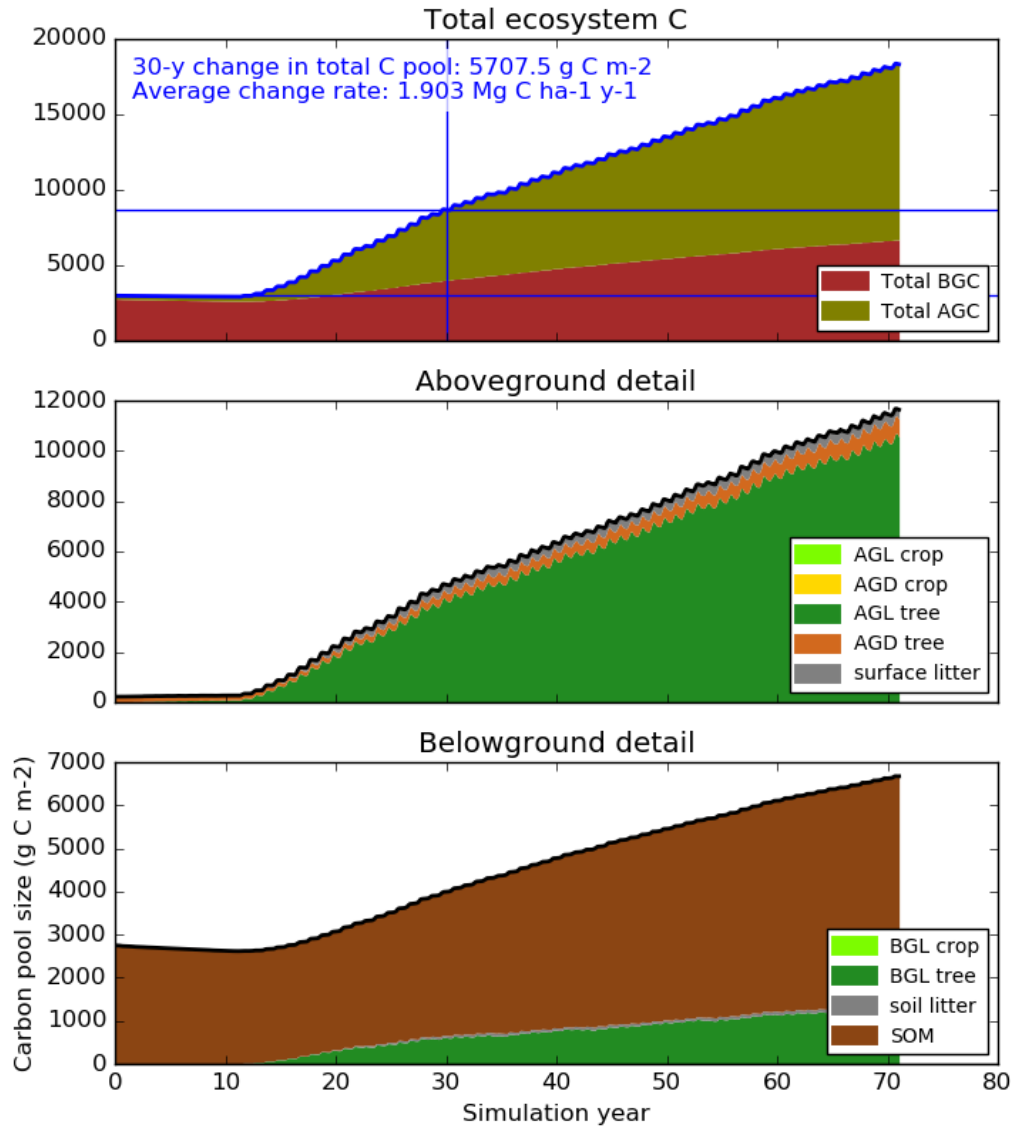 Total ecosystem C
20000
15000
10000
5000
0
30-y change in total C pool: 5707.5 g C m-2
Average change rate: 1.903 Mg C ha-1 y-1
Total BGC
Total AGC
Aboveground detail
12000
10000
8000
6000
4000
2000
0
AGL crop
AGD crop
AGL tree
AGD tree
surface litter
Belowground detail
Carbon pool size (g C m-2)
7000
6000
5000
4000
3000
2000
1000
0
BGL crop
BGL tree
soil litter
SOM
0 10 20 30 40 50 60 70 80
Simulation year